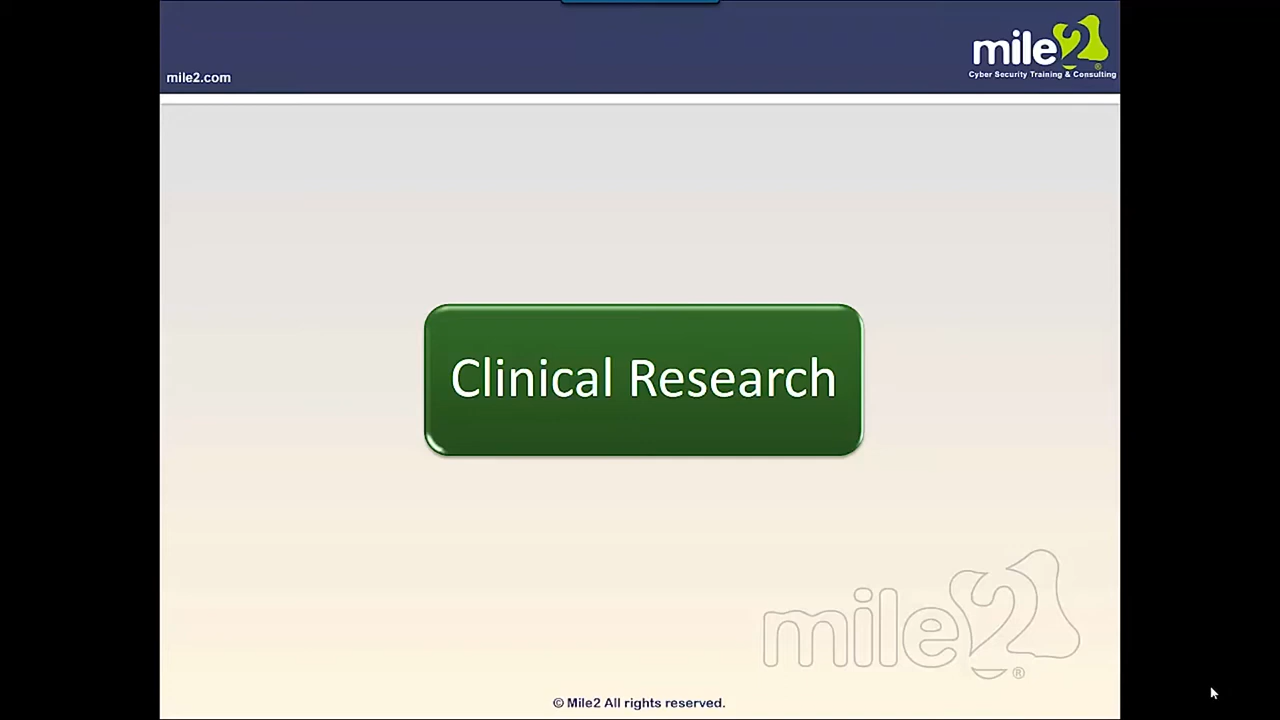 mile2.com
mile2®
Cyber Security Training & Consulting
Clinical Research
mile2®
© Mile2 All rights reserved.